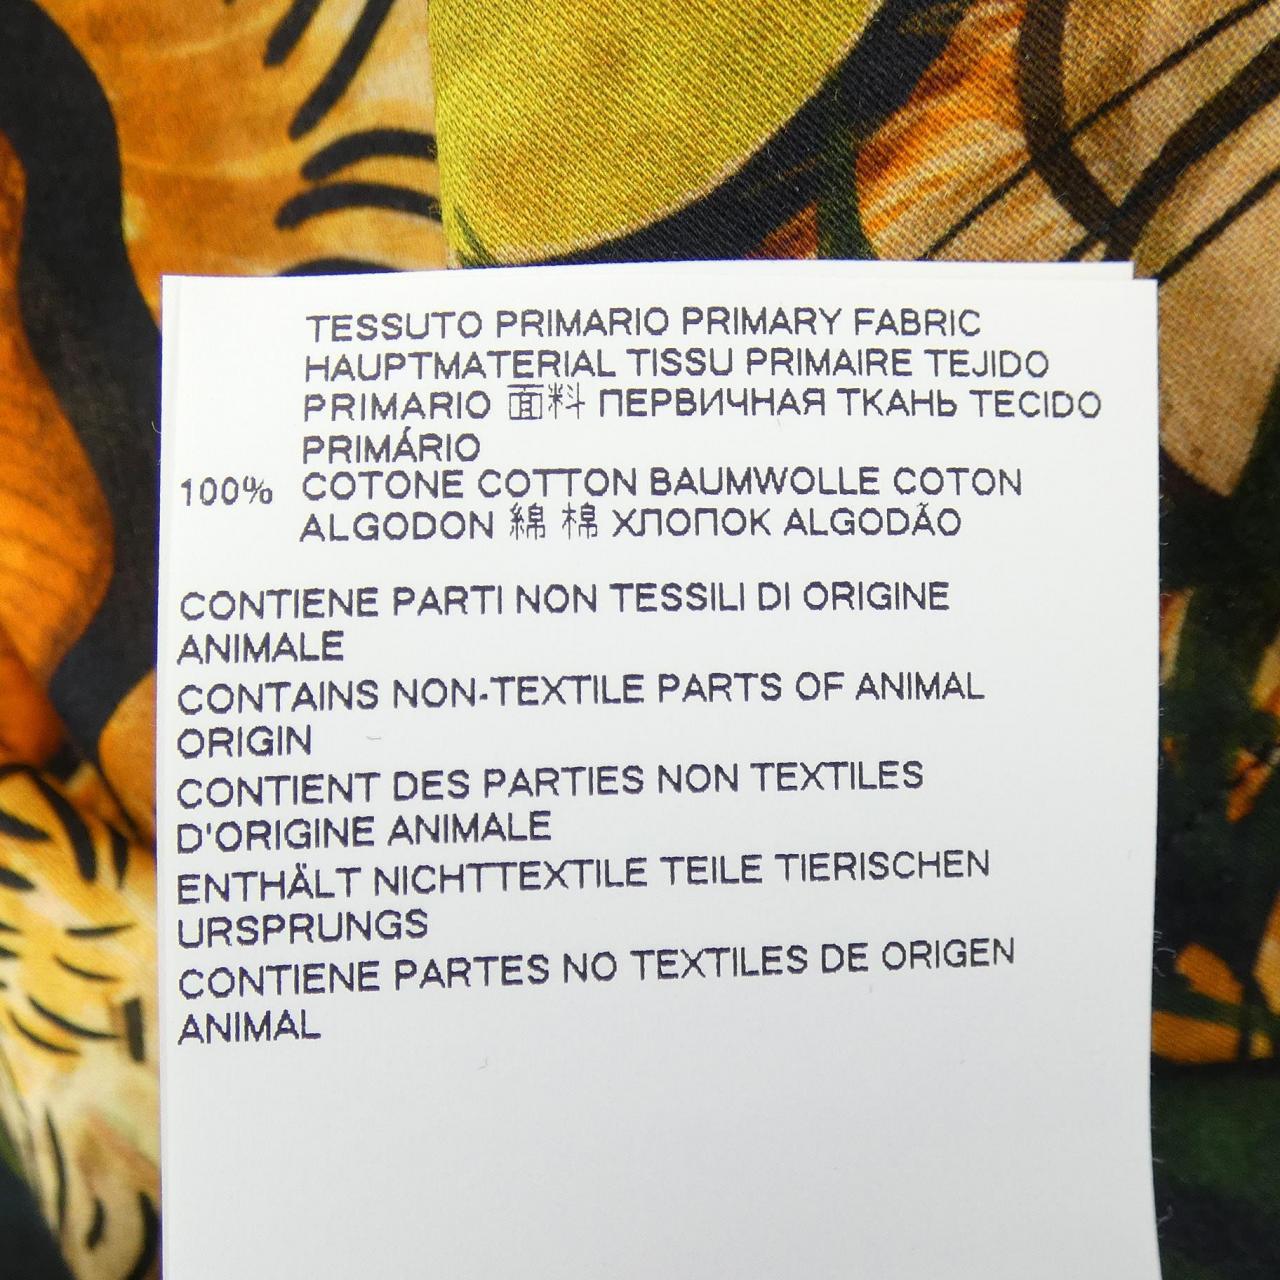 TESSUTO PRIMARIO PRIMARY FABRIC
HAUPTMATERIAL TISSU PRIMAIRE TEJIDO
PRIMARIO 面料 ПЕРВИЧНАЯ ТКАНЬ TECIDO
PRIMÁRIO
100% COTONE COTTON BAUMWOLLE COTON
ALGODON 綿 棉 ХЛОПОК ALGODÃO
CONTIENE PARTI NON TESSILI DI ORIGINE
ANIMALE
CONTAINS NON-TEXTILE PARTS OF ANIMAL
ORIGIN
CONTIENT DES PARTIES NON TEXTILES
D'ORIGINE ANIMALE
ENTHÄLT NICHTTEXTILE TEILE TIERISCHEN
URSPRUNGS
CONTIENE PARTES NO TEXTILES DE ORIGEN
ANIMAL